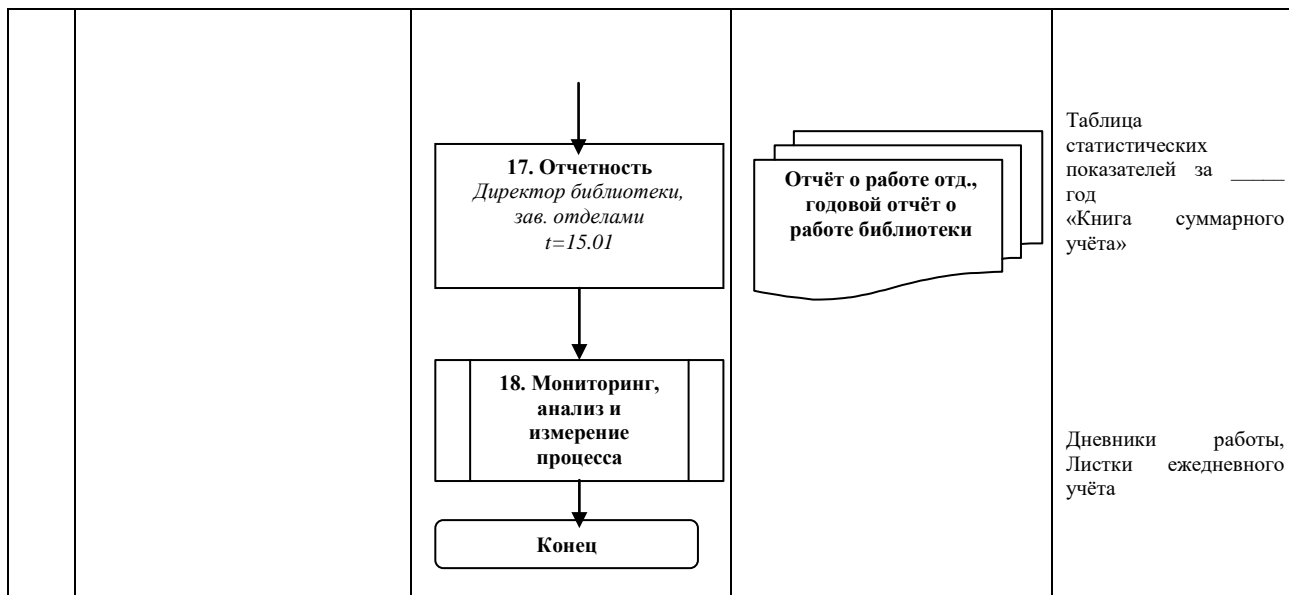 17. Отчетность
Директор библиотеки,
зав. отделами
t=15.01
Отчёт о работе отд.,
годовой отчёт о
работе библиотеки
Таблица
статистических
показателей за _____
год
«Книга суммарного
учёта»
18. Мониторинг,
анализ и
измерение
процесса
Дневники работы,
Листки ежедневного
учёта
Конец